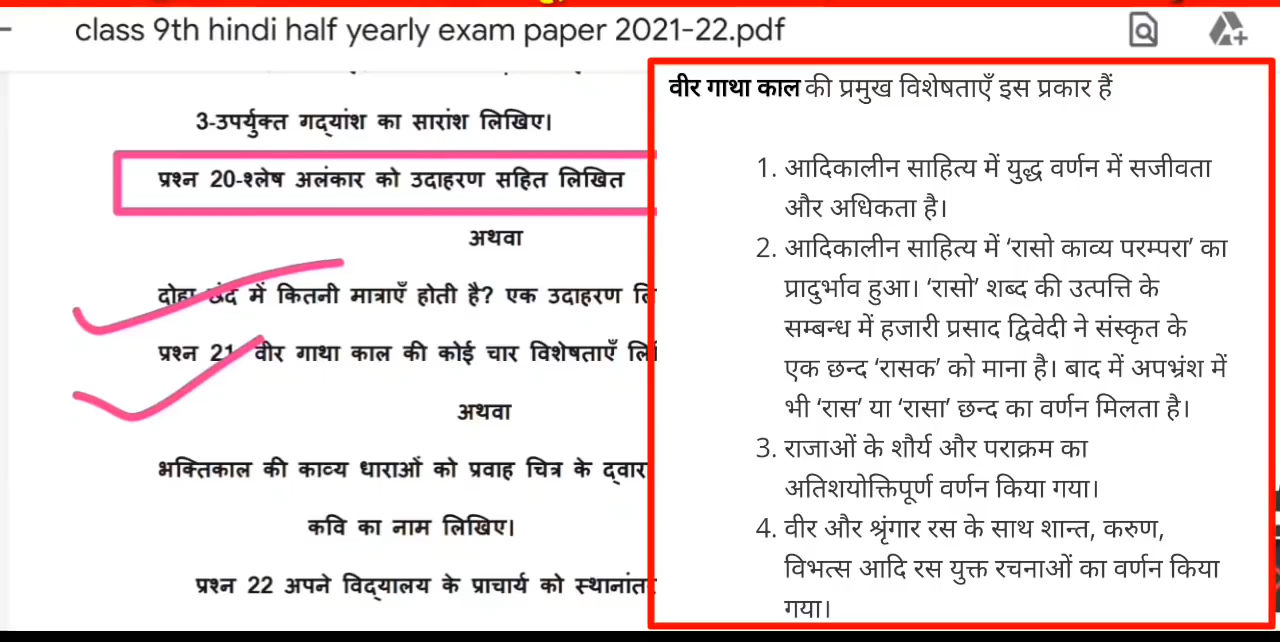 class 9th hindi half yearly exam paper 2021-22.pdf
3-उपर्युक्त गद्यांश का सारांश लिखिए।
प्रश्न 20-श्लेष अलंकार को उदाहरण सहित लिखित
अथवा
दोहा छंद में कितनी मात्राएँ होती है? एक उदाहरण
प्रश्न 21 वीर गाथा काल की कोई चार विशेषताएँ
अथवा
भक्तिकाल की काव्य धाराओं को प्रवाह चित्र के
कवि का नाम लिखिए।
प्रश्न 22 अपने विद्यालय के प्राचार्य को
वीर गाथा काल की प्रमुख विशेषताएँ इस प्रकार हैं
1. आदिकालीन साहित्य में युद्ध वर्णन में सजीवता
और अधिकता है।
2. आदिकालीन साहित्य में ‘रासो काव्य परम्परा’ का
प्रादुर्भाव हुआ। ‘रासो’ शब्द की उत्पत्ति के
सम्बन्ध में हजारी प्रसाद द्विवेदी ने संस्कृत के
एक छन्द ‘रासक’ को माना है। बाद में अपभ्रंश में
भी ‘रास’ या ‘रासा’ छन्द का वर्णन मिलता है।
3. राजाओं के शौर्य और पराक्रम का
अतिशयोक्तिपूर्ण वर्णन किया गया।
4. वीर और श्रृंगार रस के साथ शान्त, करुण,
विभत्स आदि रस युक्त रचनाओं का वर्णन किया
गया।